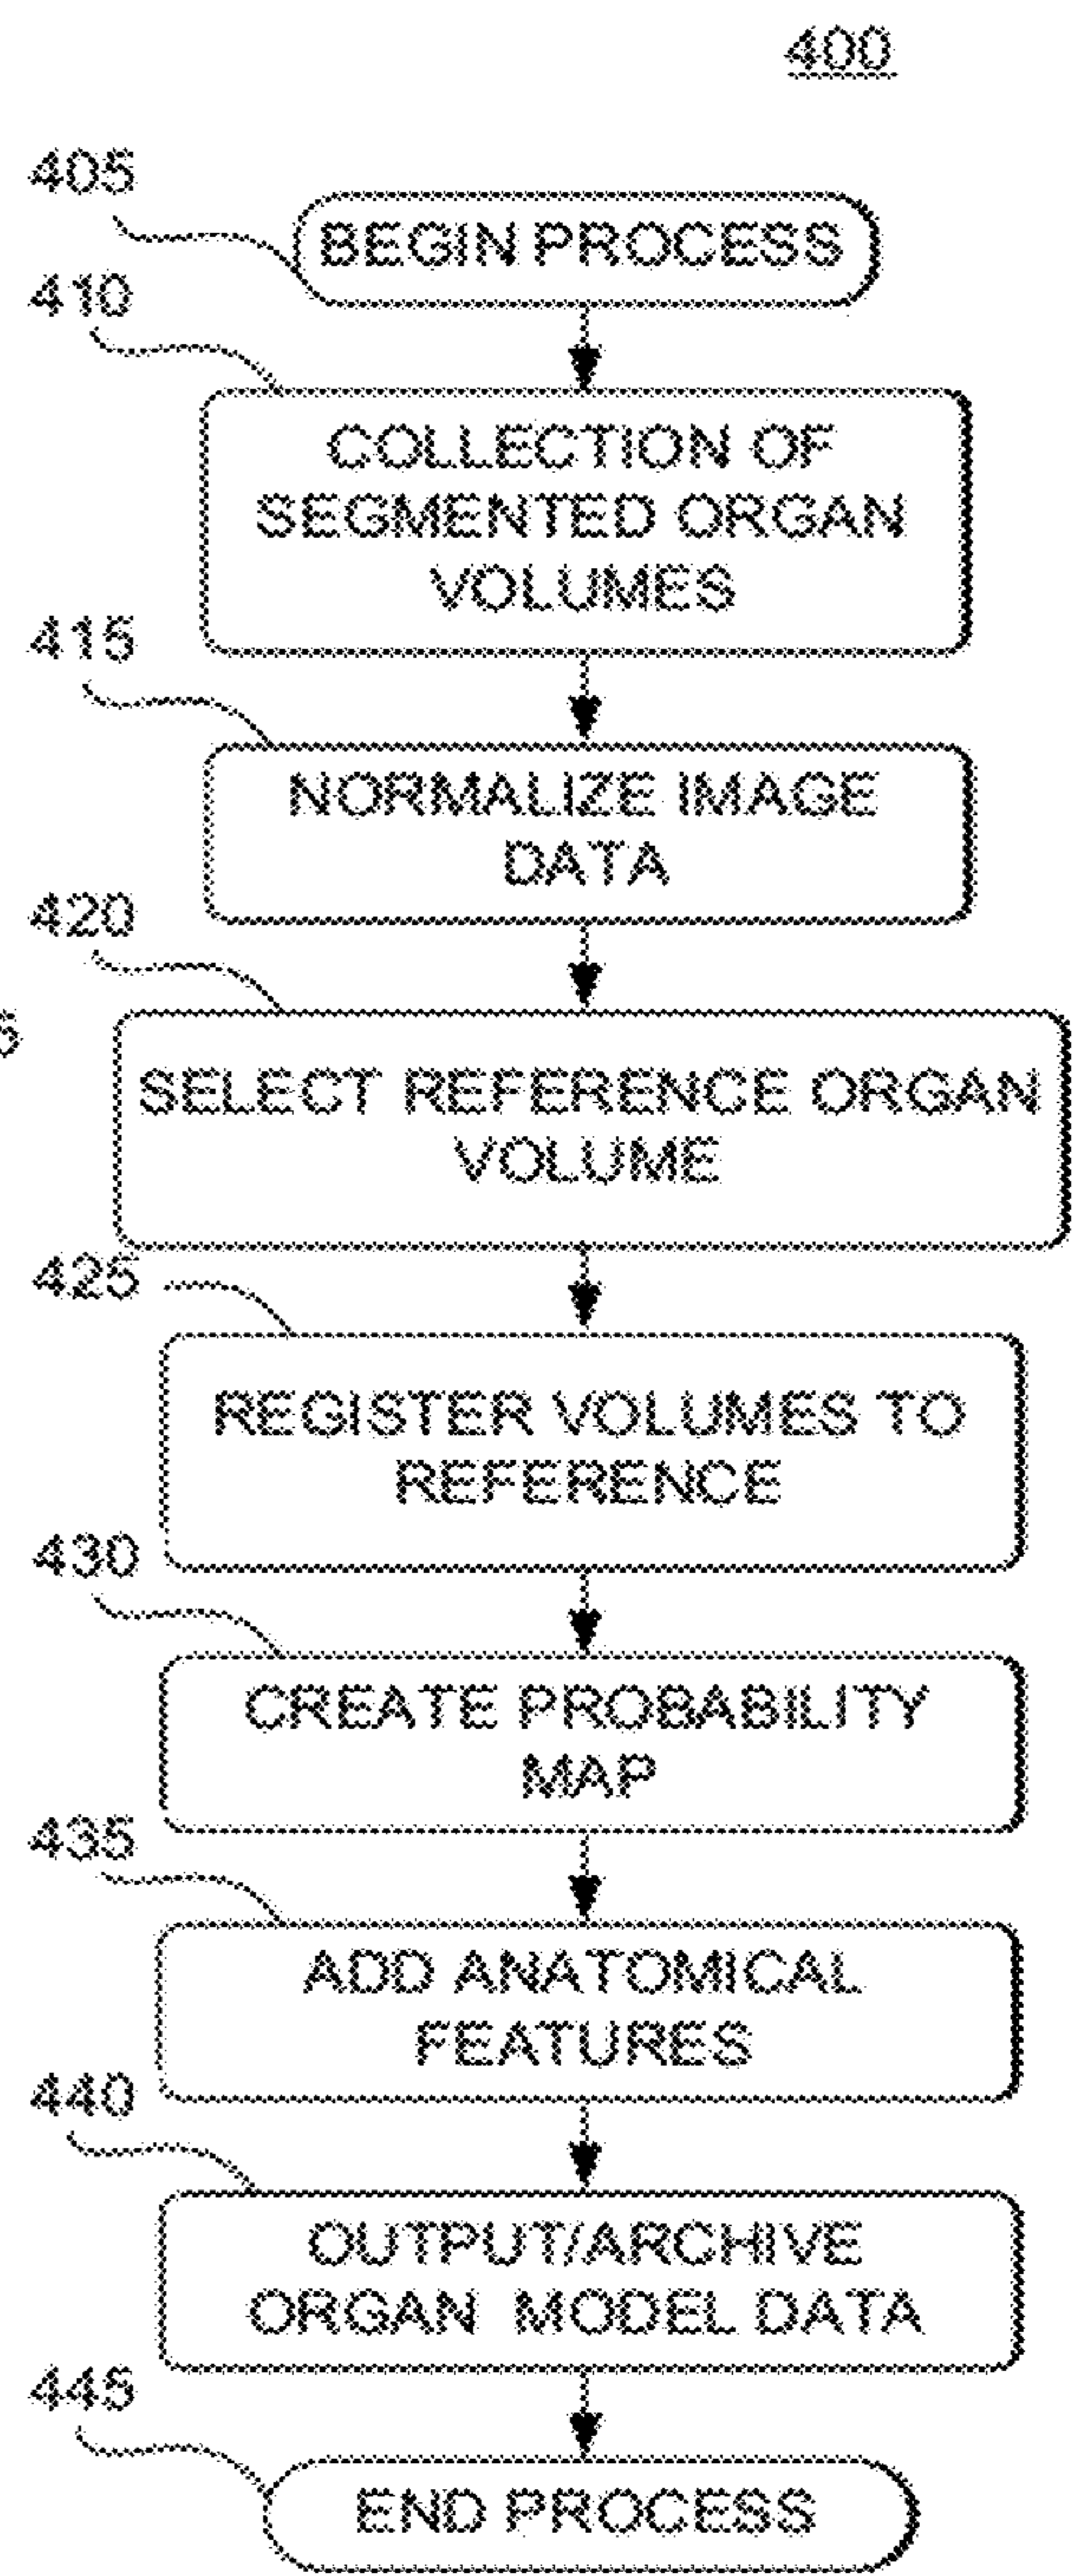 400
405
BEGIN PROCESS
410
COLLECTION OF
SEGMENTED ORGAN
VOLUMES
415
NORMALIZE IMAGE
DATA
420
SELECT REFERENCE ORGAN
VOLUME
425
REGISTER VOLUMES TO
REFERENCE
430
CREATE PROBABILITY
MAP
435
ADD ANATOMICAL
FEATURES
440
OUTPUT/ARCHIVE
ORGAN MODEL DATA
445
END PROCESS